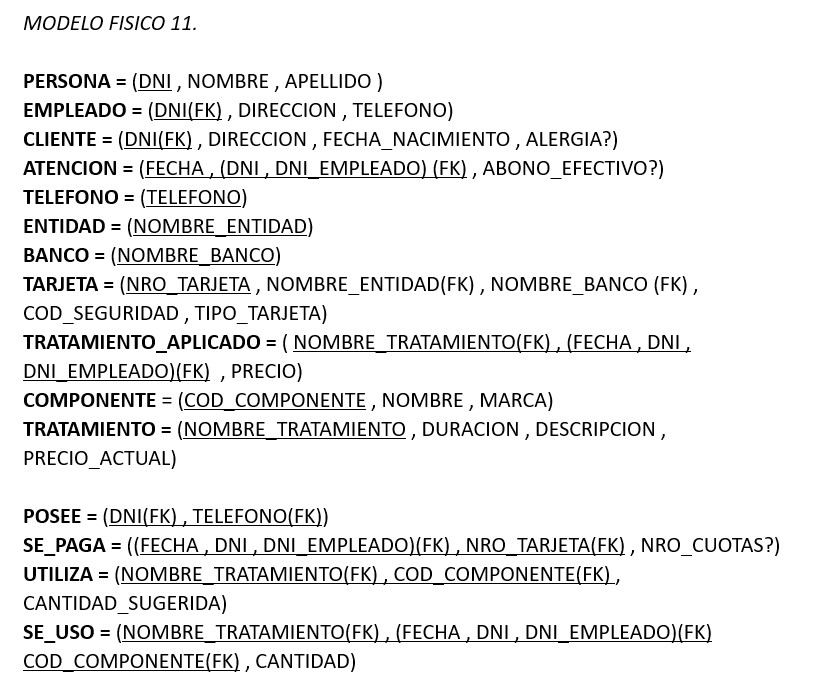 MODELO FISICO 11.
PERSONA = (DNI , NOMBRE , APELLIDO )
EMPLEADO = (DNI(FK) , DIRECCION , TELEFONO)
CLIENTE = (DNI(FK) , DIRECCION , FECHA_NACIMIENTO , ALERGIA?)
ATENCION = (FECHA , (DNI , DNI_EMPLEADO) (FK) , ABONO_EFECTIVO?)
TELEFONO = (TELEFONO)
ENTIDAD = (NOMBRE_ENTIDAD)
BANCO = (NOMBRE_BANCO)
TARJETA = (NRO_TARJETA , NOMBRE_ENTIDAD(FK) , NOMBRE_BANCO (FK) ,
COD_SEGURIDAD , TIPO_TARJETA)
TRATAMIENTO_APLICADO = ( NOMBRE_TRATAMIENTO(FK) , (FECHA , DNI ,
DNI_EMPLEADO)(FK) , PRECIO)
COMPONENTE = (COD_COMPONENTE , NOMBRE , MARCA)
TRATAMIENTO = (NOMBRE_TRATAMIENTO , DURACION , DESCRIPCION ,
PRECIO_ACTUAL)
POSEE = (DNI(FK) , TELEFONO(FK))
SE_PAGA = ((FECHA , DNI , DNI_EMPLEADO)(FK) , NRO_TARJETA(FK) , NRO_CUOTAS?)
UTILIZA = (NOMBRE_TRATAMIENTO(FK) , COD_COMPONENTE(FK) ,
CANTIDAD_SUGERIDA)
SE_USO = (NOMBRE_TRATAMIENTO(FK) , (FECHA , DNI , DNI_EMPLEADO)(FK)
COD_COMPONENTE(FK) , CANTIDAD)